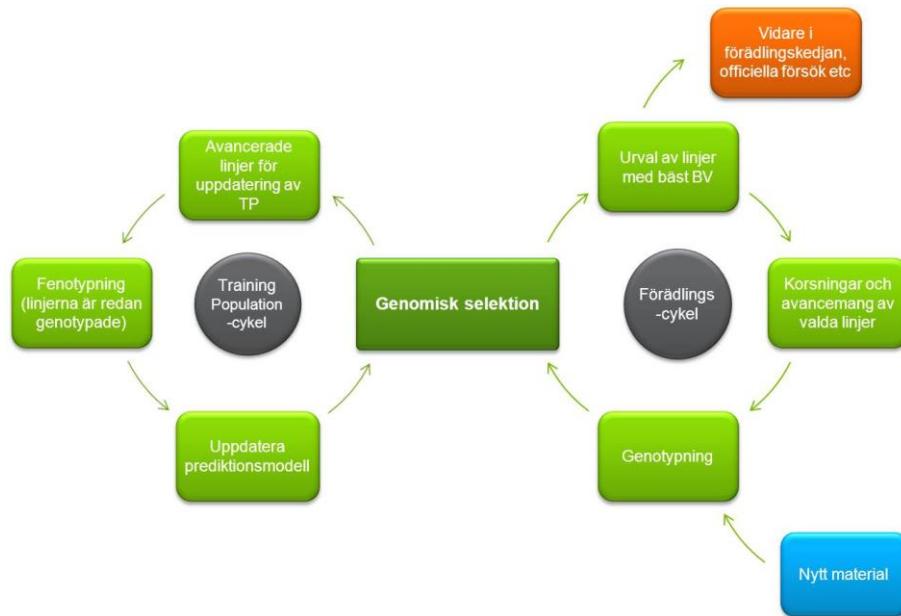 Vidare i
förädlingskedjan,
officiella försök etc
Avancerade
linjer för
uppdatering av
TP
Urval av linjer
med bäst BV
Fenotypning
(linjerna är redan
genotypade)
Training
Population
-cykel
Genomisk selektion
Förädlings
-cykel
Korsningar och
avancemang av
valda linjer
Uppdatera
prediktionsmodell
Genotypning
Nytt material